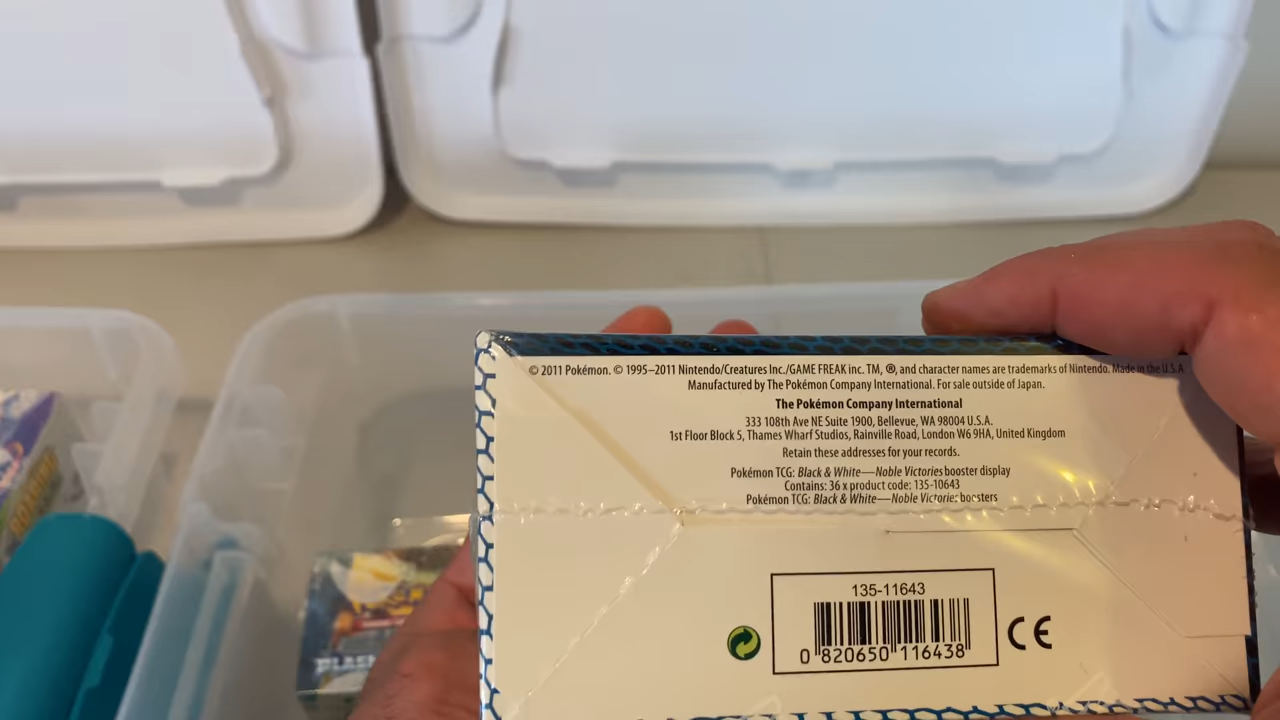 © 2011 Pokémon. © 1995–2011 Nintendo/Creatures Inc./GAME FREAK inc. TM, ®, and character names are trademarks of Nintendo. Made in the U.S.A
Manufactured by The Pokémon Company International. For sale outside of Japan.
The Pokémon Company International
333 108th Ave NE Suite 1900, Bellevue, WA 98004 U.S.A.
1st Floor Block 5, Thames Wharf Studios, Rainville Road, London W6 9HA, United Kingdom
Retain these addresses for your records.
Pokémon TCG: Black & White—Noble Victories booster display
Contains: 36 x product code: 135-10643
Pokémon TCG: Black & White—Noble Victories boosters
135-11643
0 820650 116438
CE